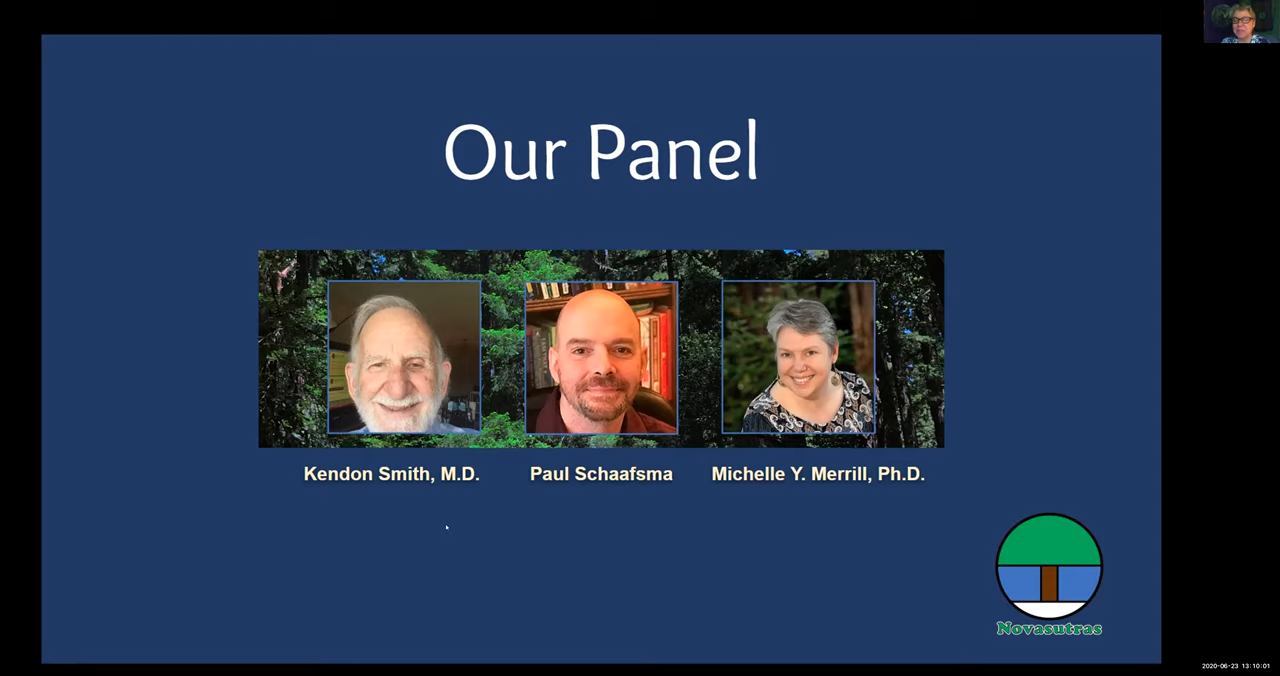 Our Panel
Kendon Smith, M.D.
Paul Schaafsma
Michelle Y. Merrill, Ph.D.
Novasutras
2020-06-23 13:10:01